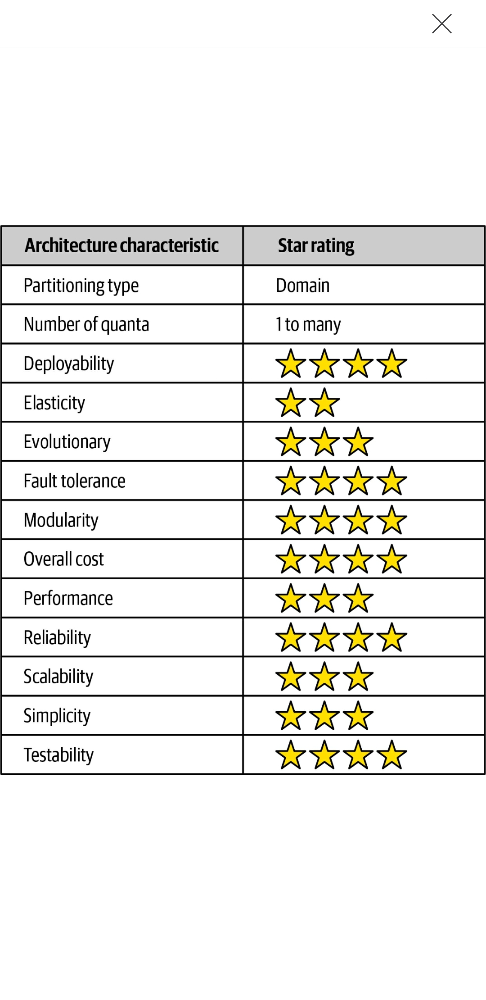 Architecture characteristic Star rating
Partitioning type Domain
Number of quanta 1 to many
Deployability
Elasticity
Evolutionary
Fault tolerance
Modularity
Overall cost
Performance
Reliability
Scalability
Simplicity
Testability